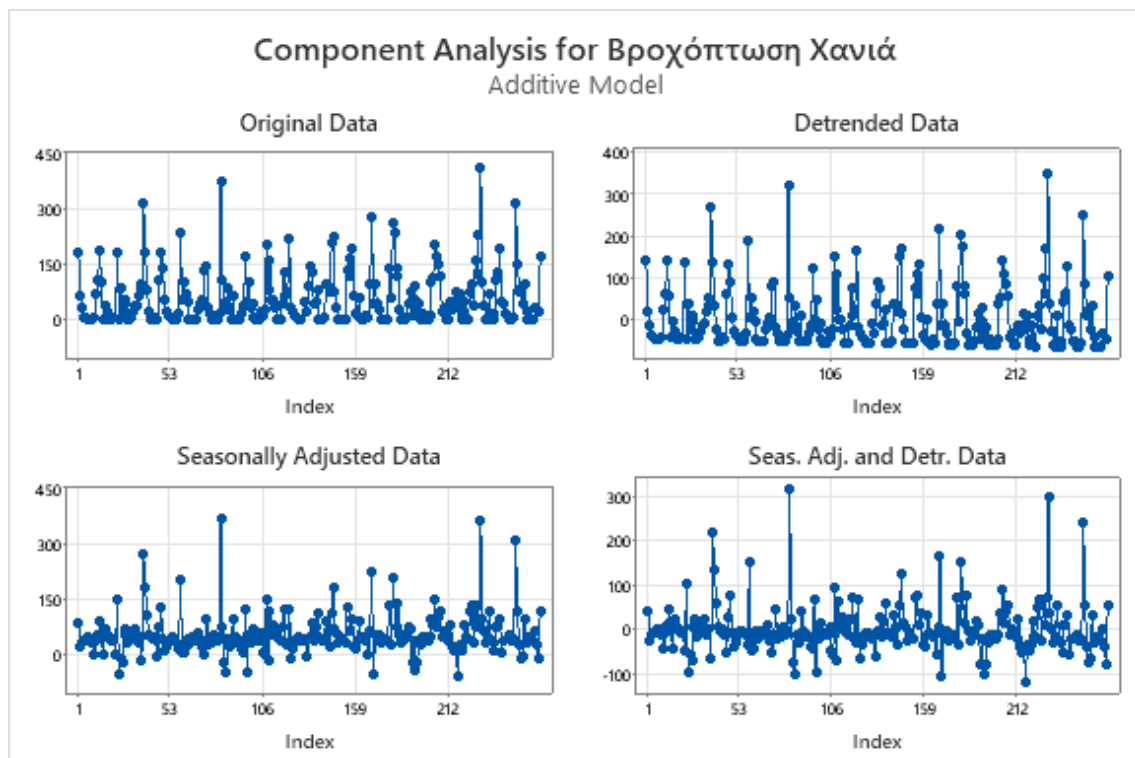 Component Analysis for Βροχόπτωση Χανιά
Additive Model
Original Data
450
300
150
0
1 53 106 159 212
Index
Detrended Data
400
300
200
100
0
1 53 106 159 212
Index
Seasonally Adjusted Data
450
300
150
0
1 53 106 159 212
Index
Seas. Adj. and Detr. Data
300
200
100
0
-100
1 53 106 159 212
Index